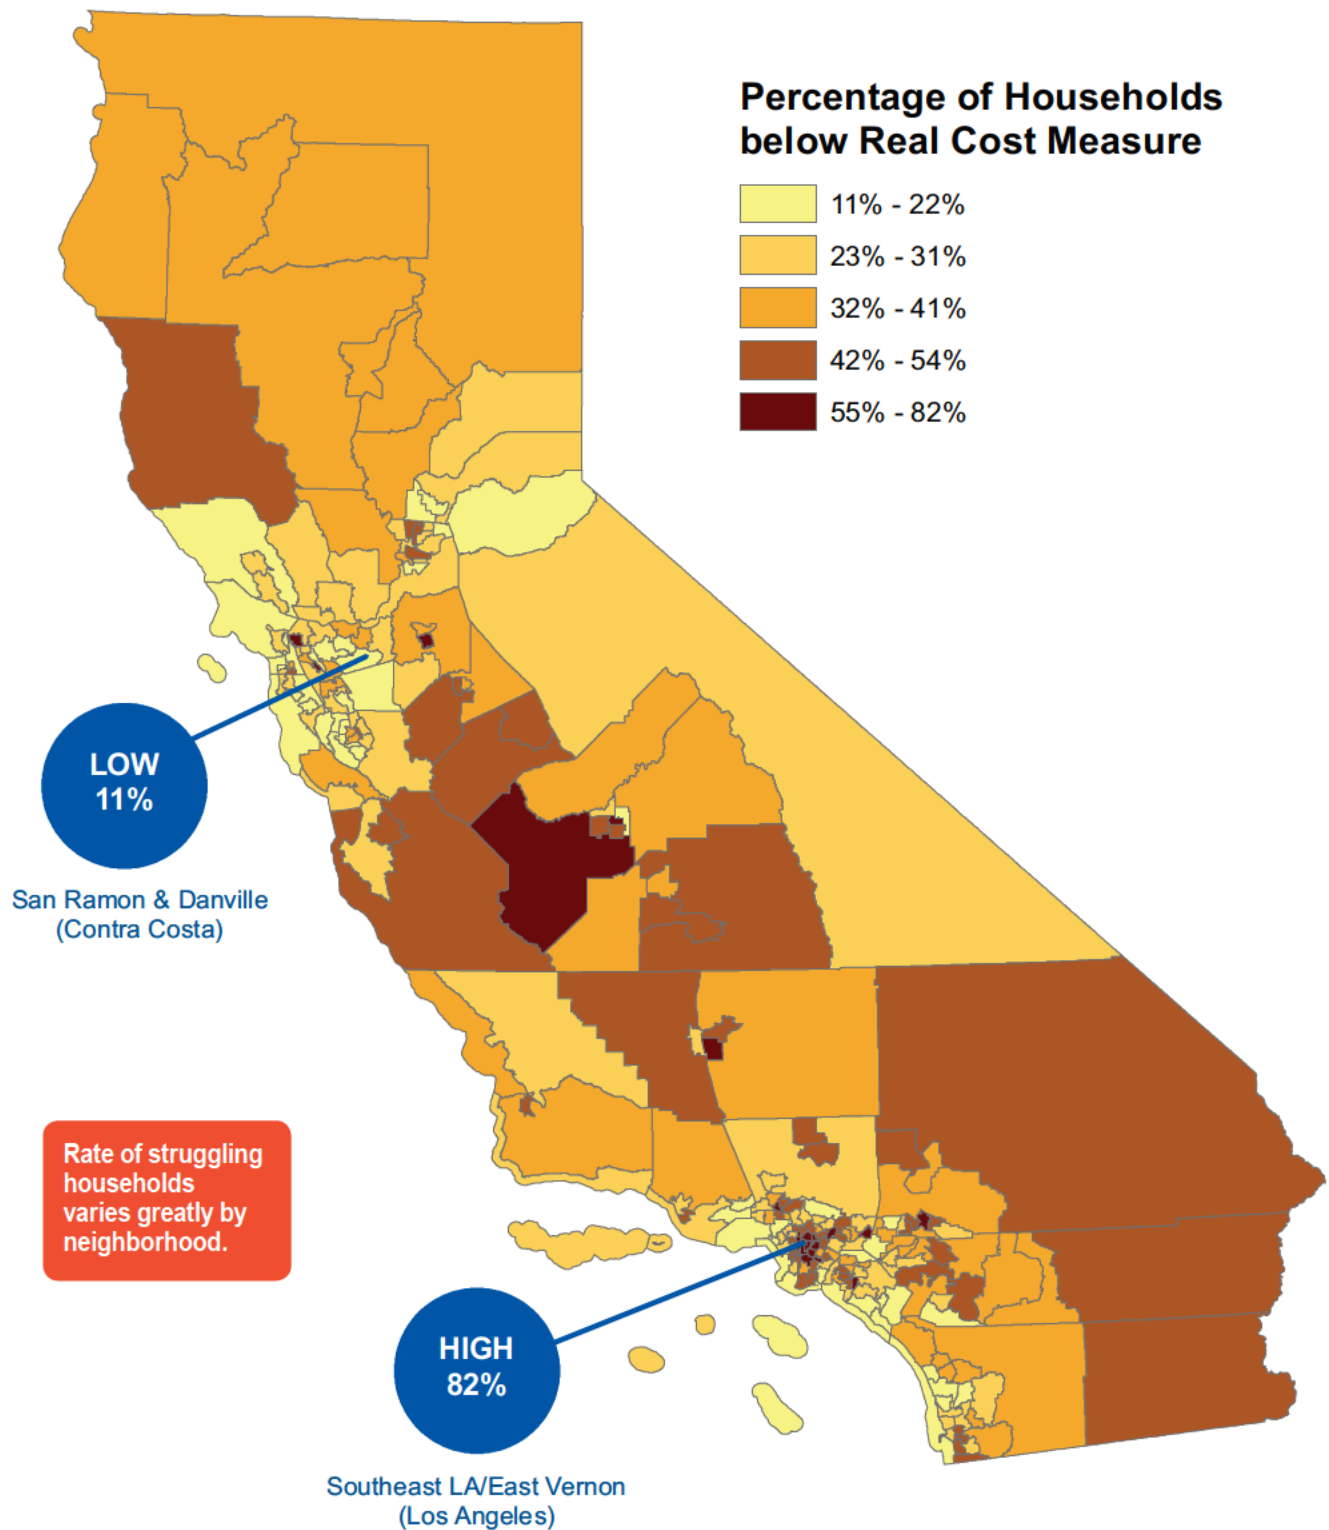 Percentage of Households
below Real Cost Measure
11% - 22%
23% - 31%
32% - 41%
42% - 54%
55% - 82%
LOW
11%
San Ramon & Danville
(Contra Costa)
Rate of struggling
households
varies greatly by
neighborhood.
HIGH
82%
Southeast LA/East Vernon
(Los Angeles)